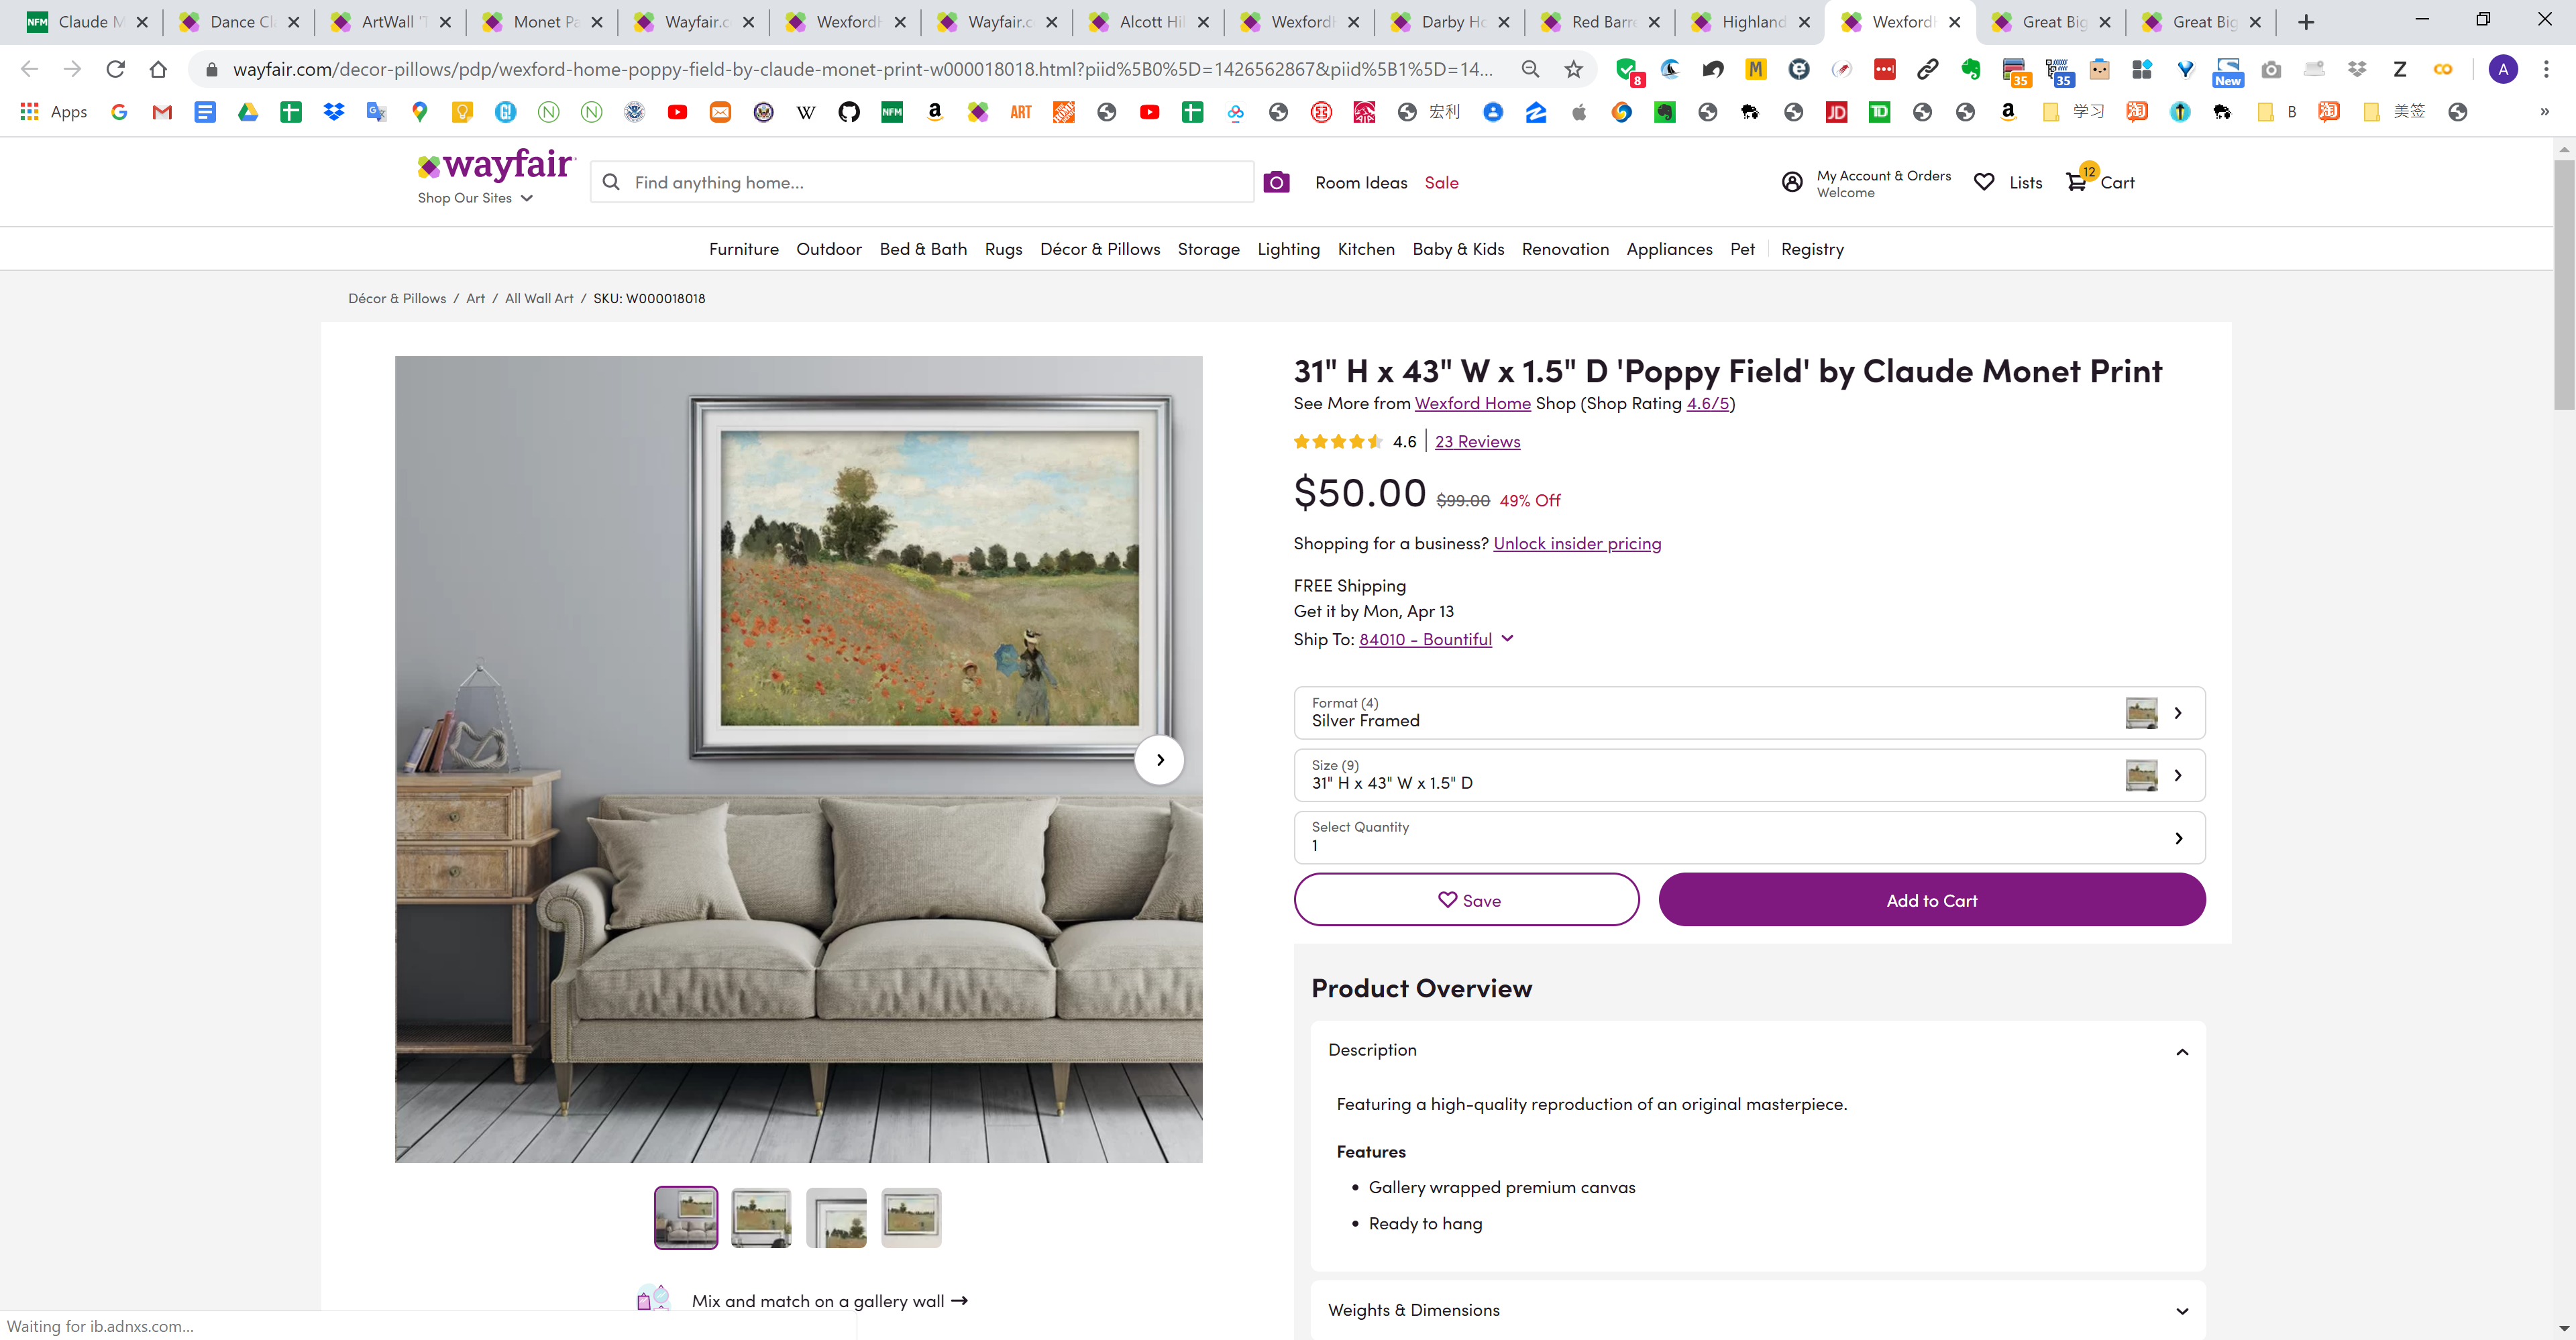 Claude M
Dance Cl
ArtWall 'T
Monet Pa
Wayfair.c
WexfordH
Wayfair.c
Alcott Hil
WexfordH
Darby Ho
Red Barre
Highland
WexfordH
Great Big
Great Big
wayfair.com/decor-pillows/pdp/wexford-home-poppy-field-by-claude-monet-print-w000018018.html?piid%5B0%5D=1426562867&piid%5B1%5D=14...
8
35
35
New
A
Apps
NFM
ART
宏利
JD
TD
学习
B
美签
wayfair
Shop Our Sites
Find anything home...
Room Ideas
Sale
My Account & Orders
Welcome
Lists
12
Cart
Furniture Outdoor Bed & Bath Rugs Décor & Pillows Storage Lighting Kitchen Baby & Kids Renovation Appliances Pet Registry
Décor & Pillows / Art / All Wall Art / SKU: W000018018
31" H x 43" W x 1.5" D 'Poppy Field' by Claude Monet Print
See More from Wexford Home Shop (Shop Rating 4.6/5)
4.6 23 Reviews
$50.00 $99.00 49% Off
Shopping for a business? Unlock insider pricing
FREE Shipping
Get it by Mon, Apr 13
Ship To: 84010 - Bountiful
Format (4)
Silver Framed
Size (9)
31" H x 43" W x 1.5" D
Select Quantity
1
Save
Add to Cart
Product Overview
Description
Featuring a high-quality reproduction of an original masterpiece.
Features
Gallery wrapped premium canvas
Ready to hang
Weights & Dimensions
Mix and match on a gallery wall →
Waiting for ib.adnxs.com...